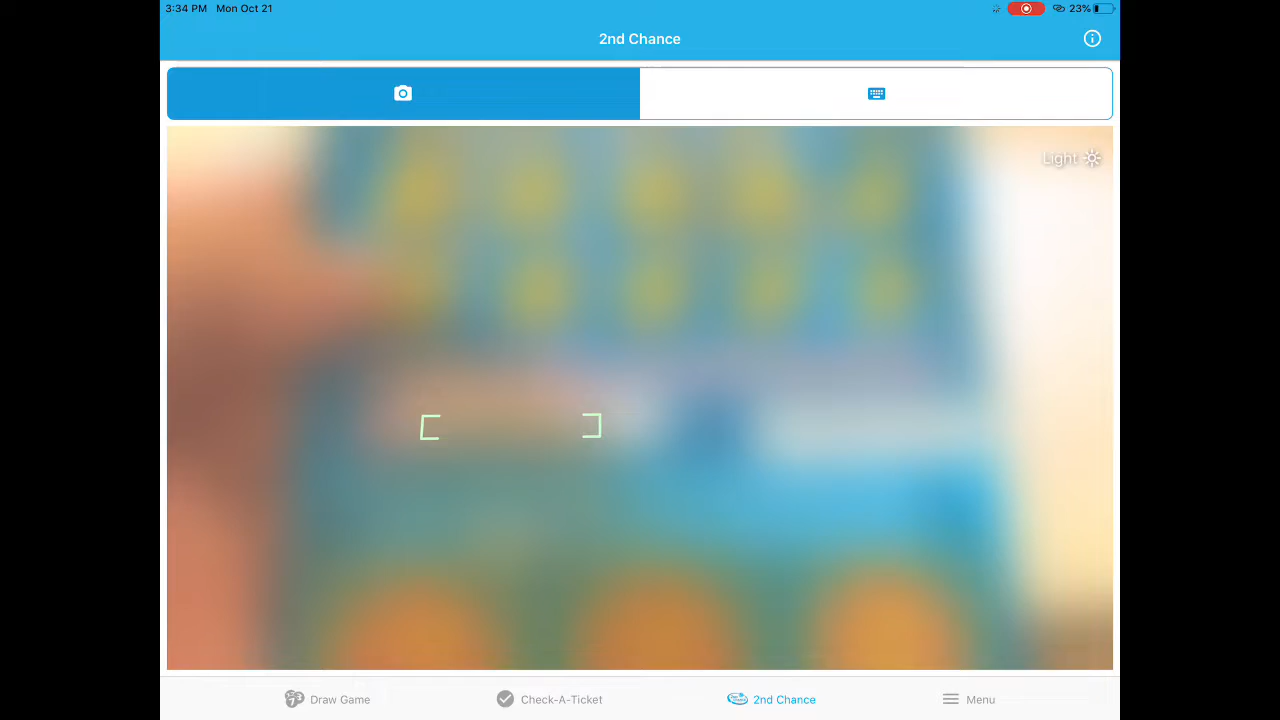 3:34 PM Mon Oct 21
23%
2nd Chance
Light
Draw Game
Check-A-Ticket
2nd Chance
Menu